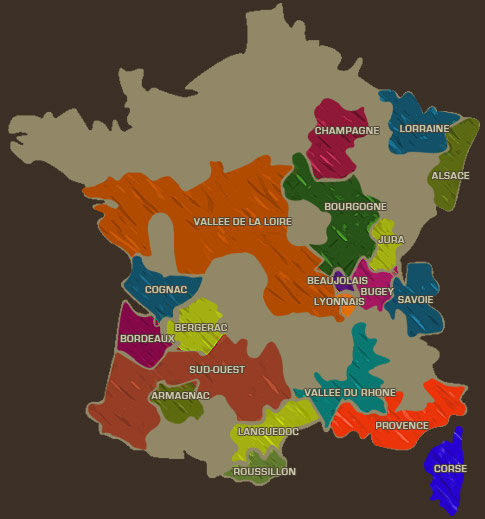 CHAMPAGNE
LORRAINE
ALSACE
BOURGOGNE
VALLEE DE LA LOIRE
JURA
BEAUJOLAIS
BUGEY
COGNAC
LYONNAIS
SAVOIE
BERGERAC
BORDEAUX
SUD-OUEST
ARMAGNAC
VALLEE DU RHONE
PROVENCE
LANGUEDOC
CORSE
ROUSSILLON